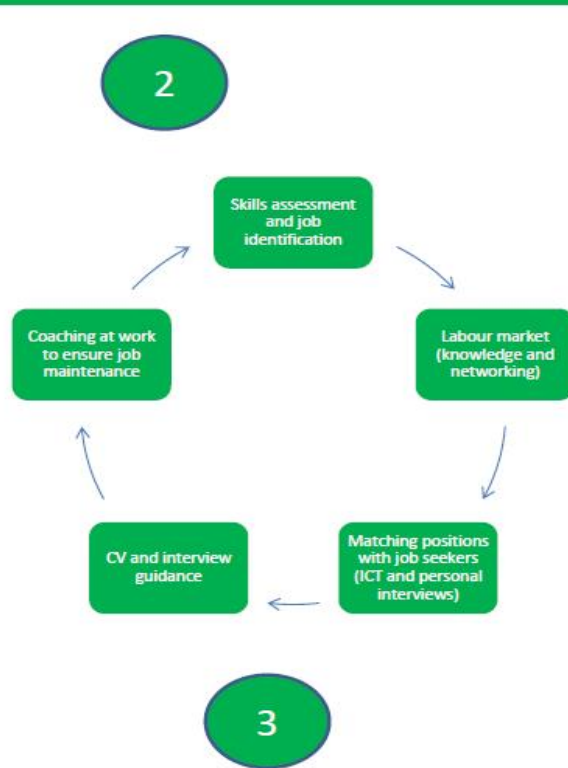 2
Skills assessment
and job
identification
Labour market
(knowledge and
networking)
Matching positions
with job seekers
(ICT and personal
interviews)
CV and interview
guidance
Coaching at work
to ensure job
maintenance
3